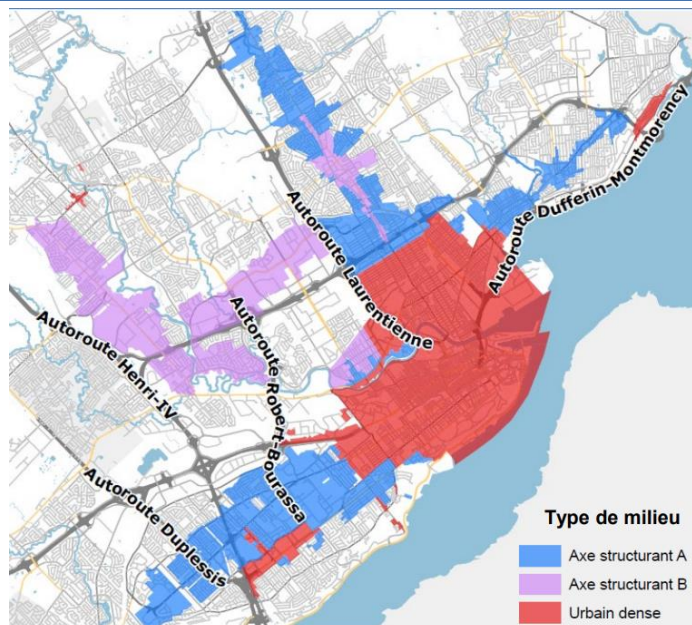 Autoroute Dufferin-Montmorency
Autoroute Laurentienne
Autoroute Henri-IV
Autoroute Robert-Bourassa
Autoroute Duplessis
Type de milieu
Axe structurant A
Axe structurant B
Urbain dense